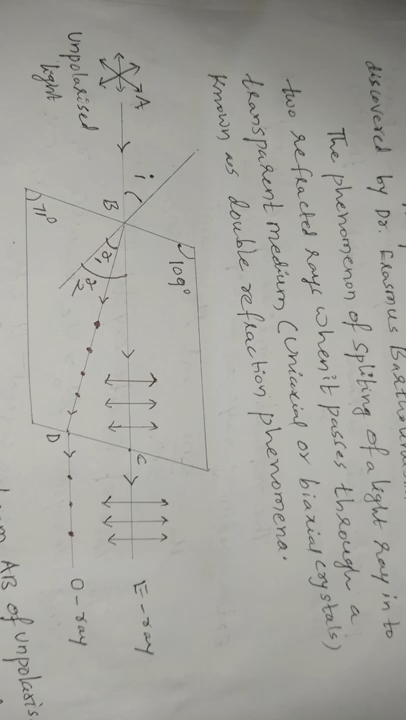 discovered by Dr. Erasmus
The phenomenon of Spliting of a light ray in to
two refracted rays when it passes through a
transparent medium (uniaxial or biaxial crystals)
known as double refraction phenomena.
A
Unpolarised
light
i
B
109°
71°
r₁
r₂
C
D
E-ray
O-ray
AB of unpolaris